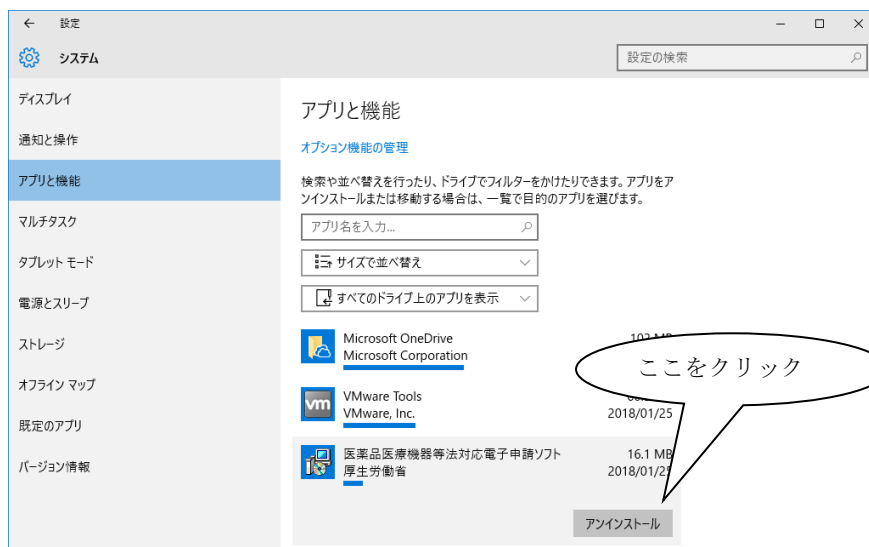 設定
システム
設定の検索
ディスプレイ
通知と操作
アプリと機能
マルチタスク
タブレット モード
電源とスリープ
ストレージ
オフライン マップ
既定のアプリ
バージョン情報
アプリと機能
オプション機能の管理
検索や並べ替えを行ったり、ドライブでフィルターをかけたりできます。アプリをア
ンインストールまたは移動する場合は、一覧で目的のアプリを選びます。
アプリ名を入力...
サイズで並べ替え
すべてのドライブ上のアプリを表示
Microsoft OneDrive
Microsoft Corporation
ここをクリック
VMware Tools
VMware, Inc.
2018/01/25
医薬品医療機器等法対応電子申請ソフト
16.1 MB
厚生労働省
2018/01/25
アンインストール